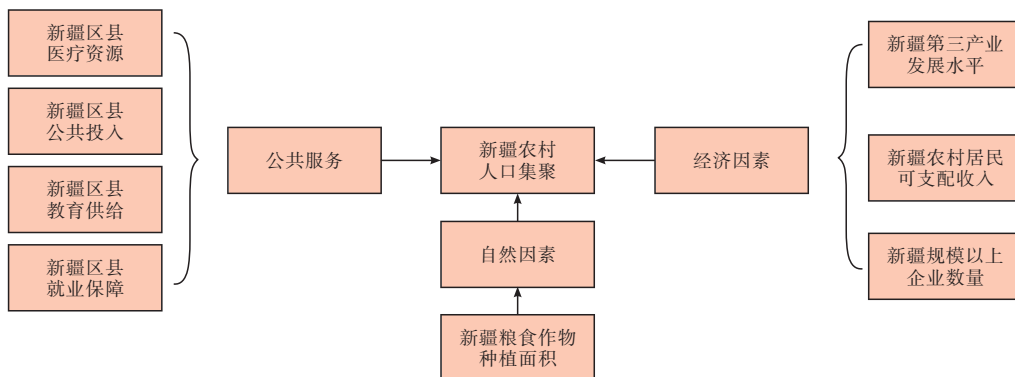 新疆区县
医疗资源
新疆区县
公共投入
新疆区县
教育供给
新疆区县
就业保障
公共服务
新疆农村
人口集聚
自然因素
新疆粮食作物
种植面积
经济因素
新疆第三产业
发展水平
新疆农村居民
可支配收入
新疆规模以上
企业数量